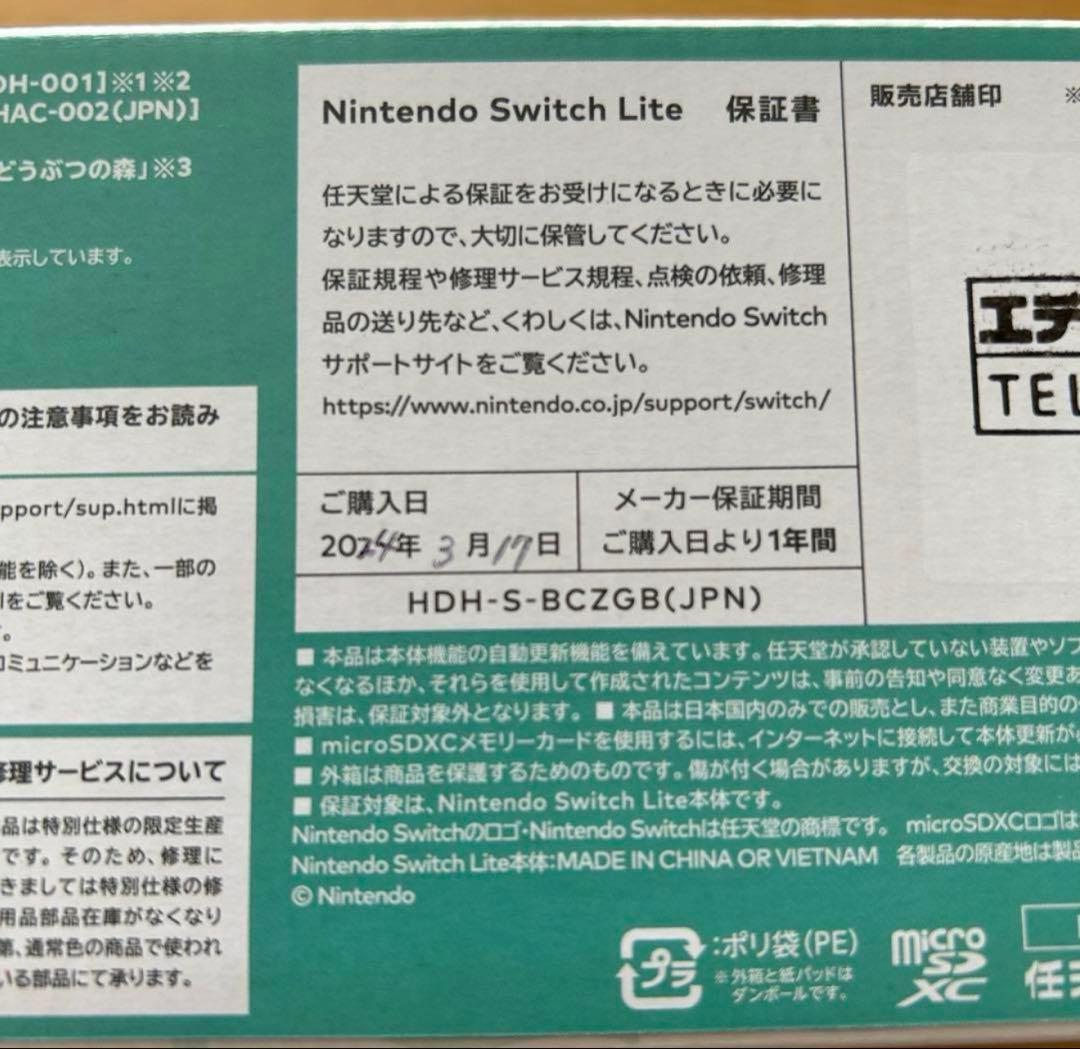 DH-001]※1※2
HAC-002(JPN)]
どうぶつの森」※3
表示しています。
の注意事項をお読み
pport/sup.htmlに掲
能を除く)。また、一部の
lをご覧ください。
す。
コミュニケーションなどを
修理サービスについて
品は特別仕様の限定生産
です。そのため、修理に
きましては特別仕様の修
用品部品在庫がなくなり
第、通常色の商品で使われ
いる部品にて承ります。
Nintendo Switch Lite 保証書
任天堂による保証をお受けになるときに必要に
なりますので、大切に保管してください。
保証規程や修理サービス規程、点検の依頼、修理
品の送り先など、くわしくは、Nintendo Switch
サポートサイトをご覧ください。
https://www.nintendo.co.jp/support/switch/
ご購入日
2024年 3月17日
メーカー保証期間
ご購入日より1年間
HDH-S-BCZGB(JPN)
販売店舗印 ※
エデ
TEL
■ 本品は本体機能の自動更新機能を備えています。任天堂が承認していない装置やソフ
なくなるほか、それらを使用して作成されたコンテンツは、事前の告知や同意なく変更あ
損害は、保証対象外となります。 ■ 本品は日本国内のみでの販売とし、また商業目的の
■ microSDXCメモリーカードを使用するには、インターネットに接続して本体更新が必
■ 外箱は商品を保護するためのものです。傷が付く場合がありますが、交換の対象には
■ 保証対象は、Nintendo Switch Lite本体です。
Nintendo Switchのロゴ・Nintendo Switchは任天堂の商標です。 microSDXCロゴは
Nintendo Switch Lite本体:MADE IN CHINA OR VIETNAM 各製品の原産地は製品
© Nintendo
プラ
:ポリ袋(PE)
※外箱と紙パッドは
ダンボールです。
micro
SD
XC
任天